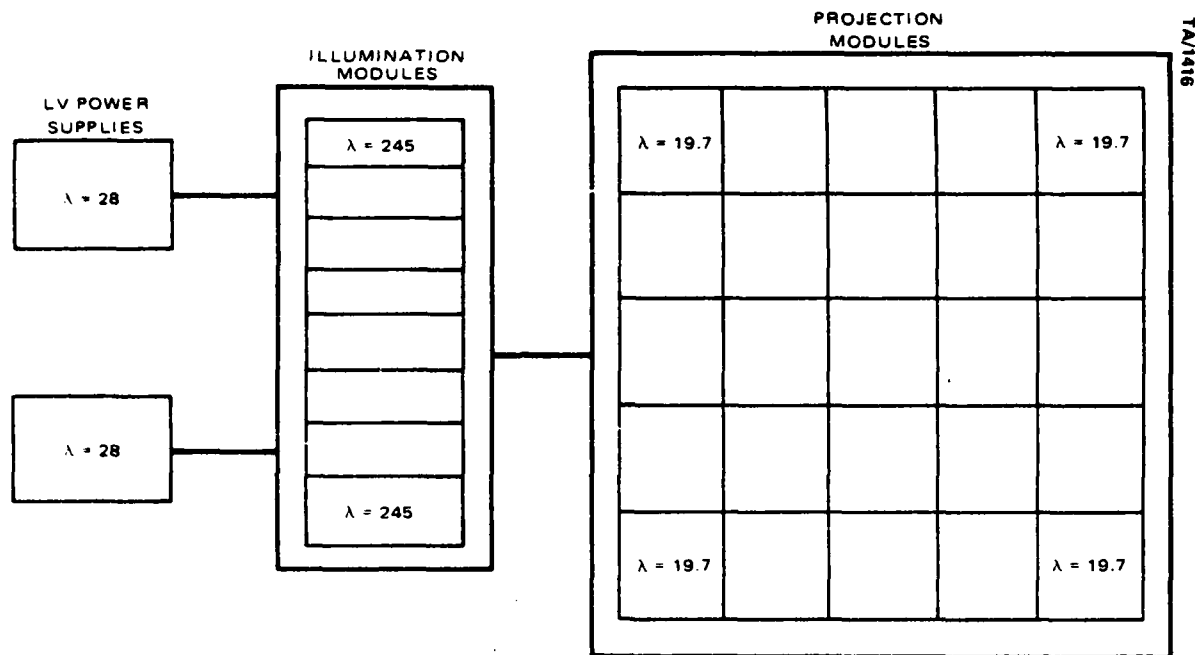 PROJECTION
MODULES
TA/1416
ILLUMINATION
MODULES
LV POWER
SUPPLIES
λ = 28
λ = 28
λ = 245
λ = 245
λ = 19.7
λ = 19.7
λ = 19.7
λ = 19.7